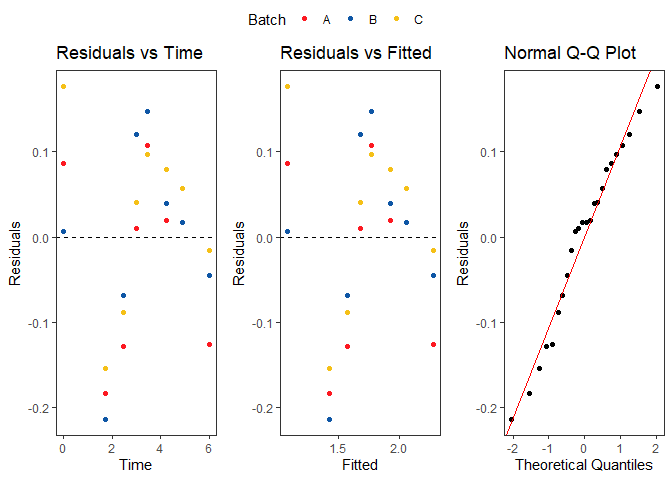 Batch A B C
Residuals vs Time
Residuals vs Fitted
Normal Q-Q Plot
Residuals
0.1
0.0
-0.1
-0.2
0 2 4 6
Time
Residuals
0.1
0.0
-0.1
-0.2
1.5 2.0
Fitted
Residuals
0.1
0.0
-0.1
-0.2
-2 -1 0 1 2
Theoretical Quantiles